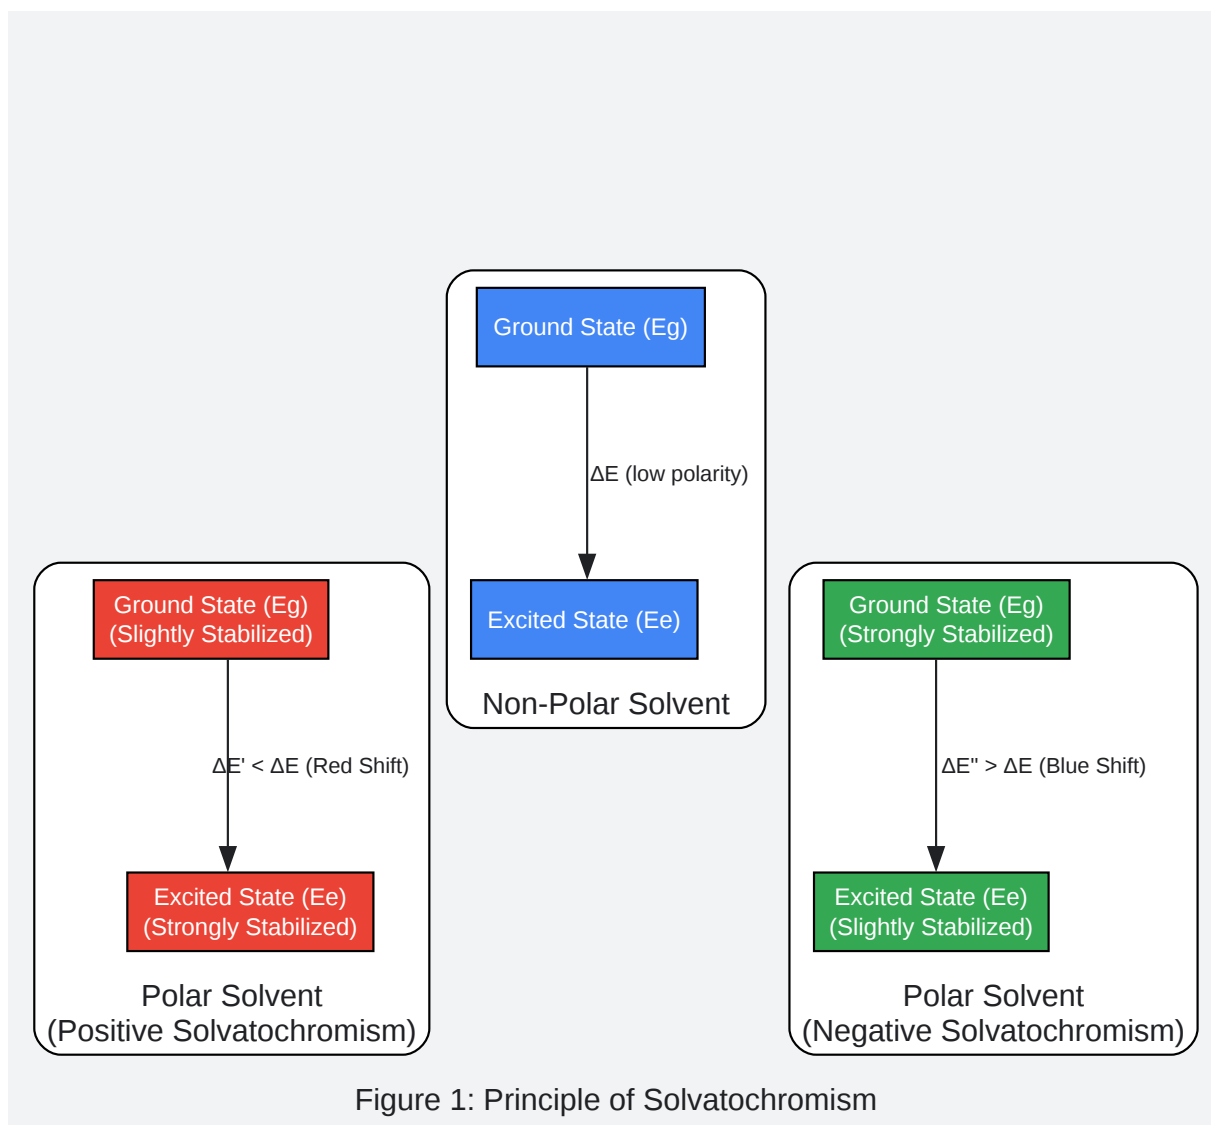 Ground State (Eg)
ΔE (low polarity)
Excited State (Ee)
Non-Polar Solvent
Ground State (Eg)
(Slightly Stabilized)
ΔE' < ΔE (Red Shift)
Excited State (Ee)
(Strongly Stabilized)
Polar Solvent
(Positive Solvatochromism)
Ground State (Eg)
(Strongly Stabilized)
ΔE'' > ΔE (Blue Shift)
Excited State (Ee)
(Slightly Stabilized)
Polar Solvent
(Negative Solvatochromism)
Figure 1: Principle of Solvatochromism